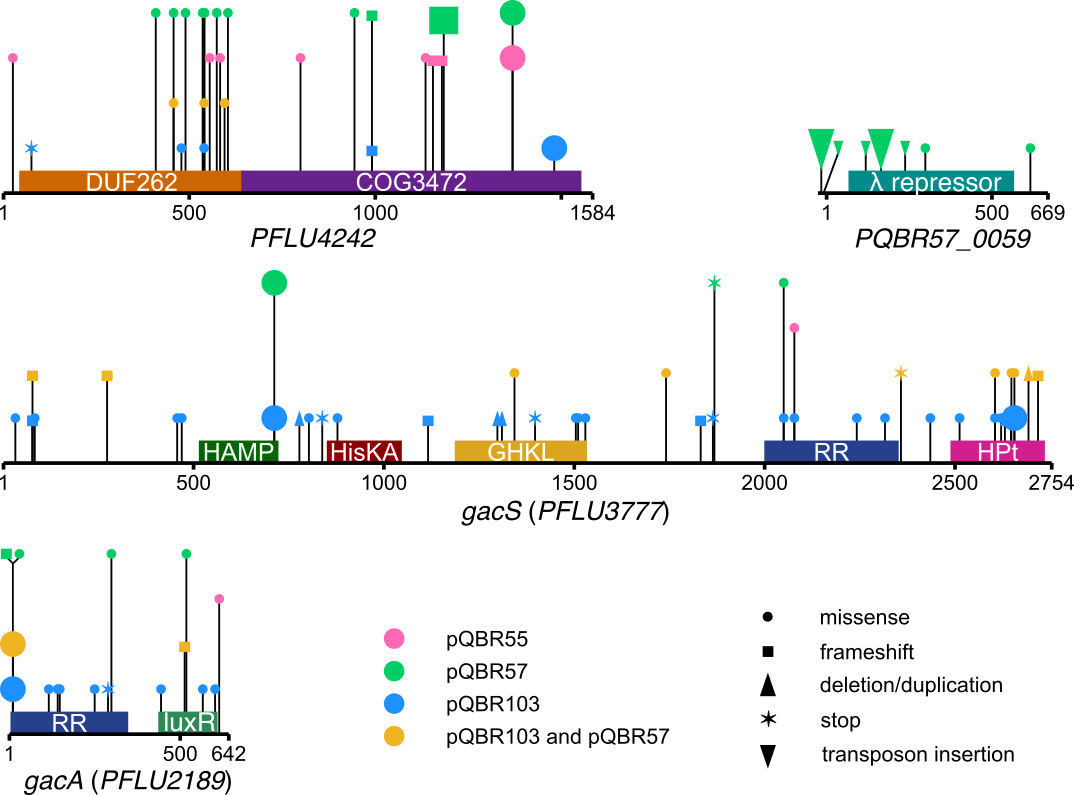 DUF262 COG3472
1 500 1000 1584
PFLU4242
λ repressor
1 500 669
PQBR57_0059
HAMP HisKA GHKL RR HPt
1 500 1000 1500 2000 2500 2754
gacS (PFLU3777)
RR luxR
1 500 642
gacA (PFLU2189)
pQBR55
pQBR57
pQBR103
pQBR103 and pQBR57
missense
frameshift
deletion/duplication
stop
transposon insertion